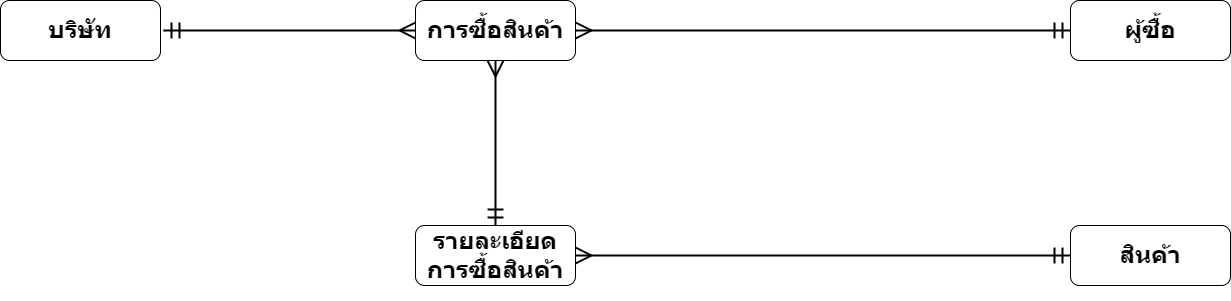 บริษัท
การซื้อสินค้า
ผู้ซื้อ
รายละเอียด
การซื้อสินค้า
สินค้า